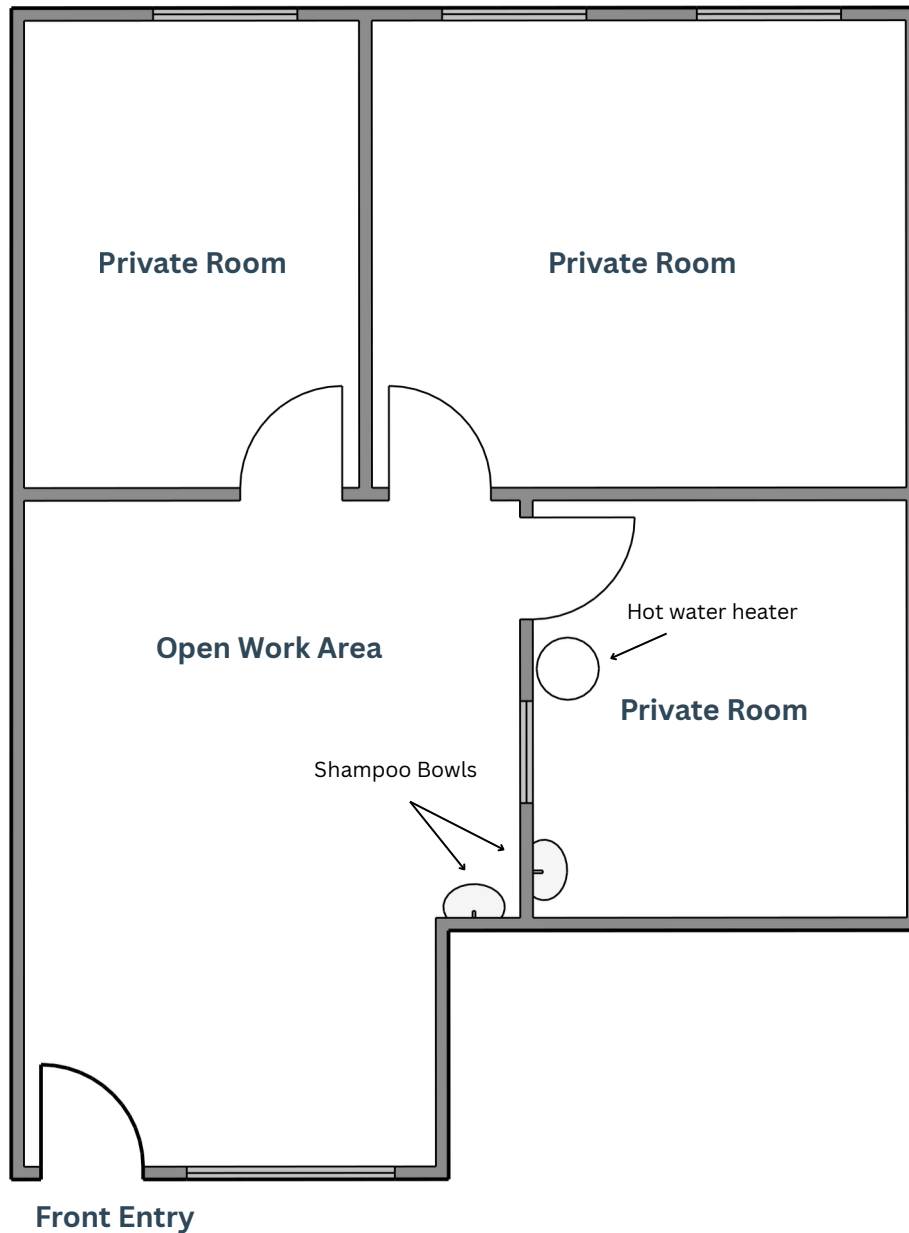 Private Room
Private Room
Open Work Area
Hot water heater
Private Room
Shampoo Bowls
Front Entry